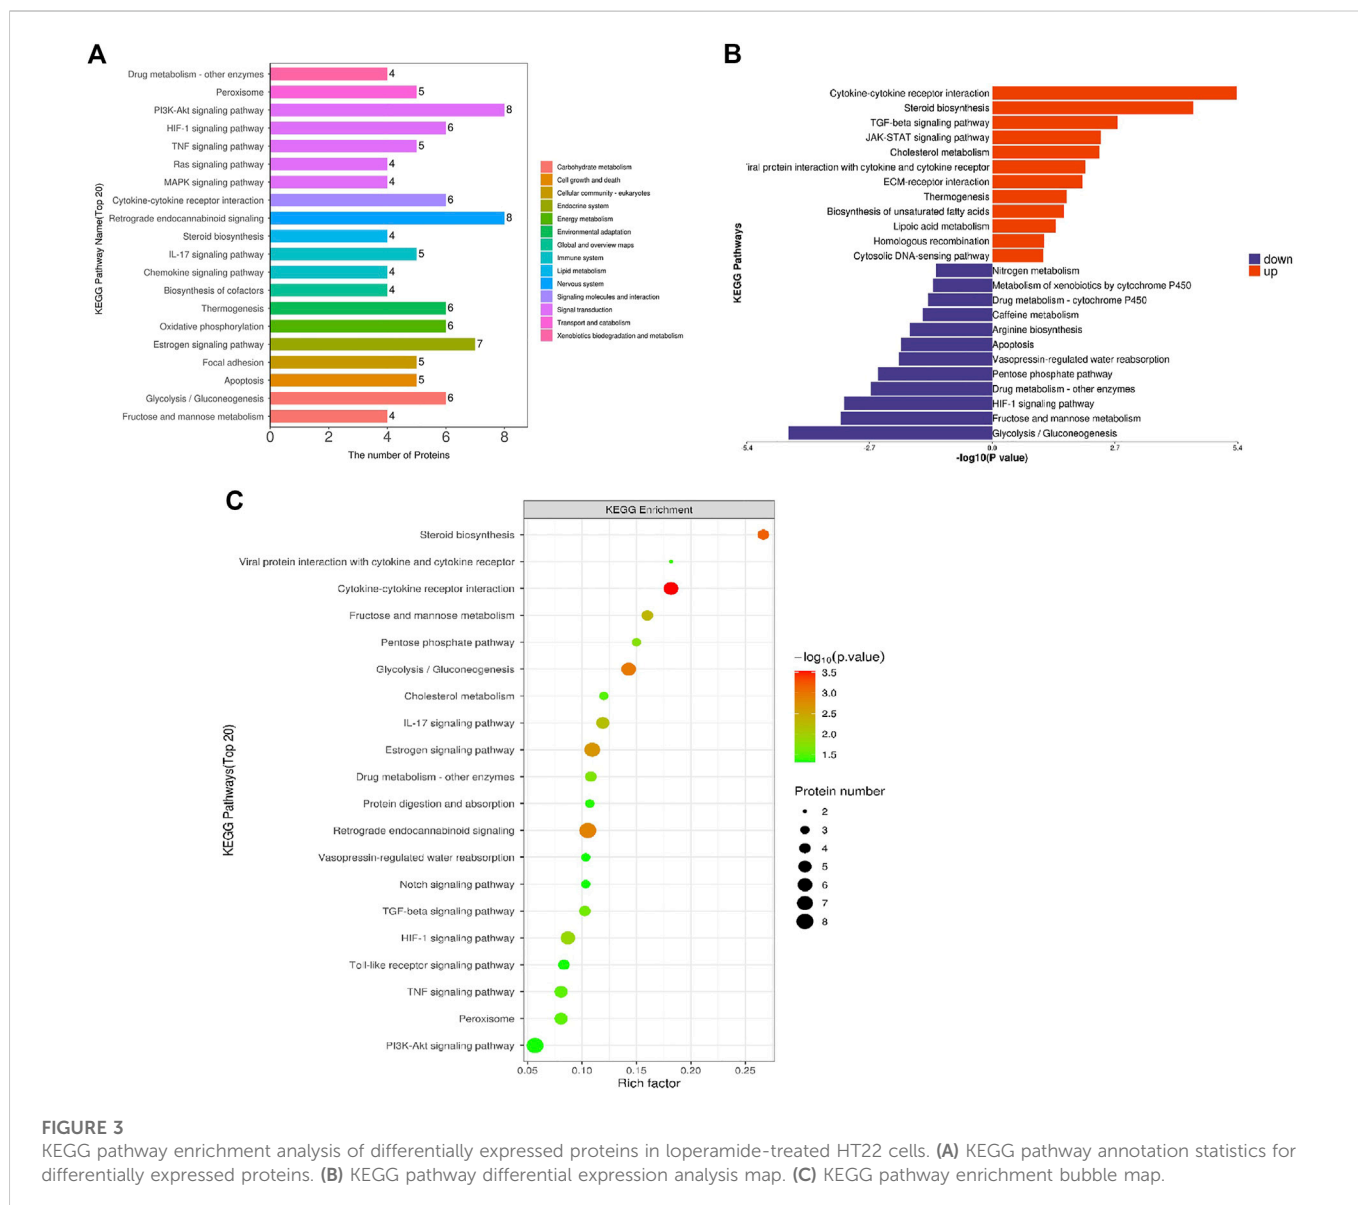 A
KEGG Pathway Name(Top 20)
Drug metabolism - other enzymes 4
Peroxisome 5
PI3K-Akt signaling pathway 8
HIF-1 signaling pathway 6
TNF signaling pathway 5
Ras signaling pathway 4
MAPK signaling pathway 4
Cytokine-cytokine receptor interaction 6
Retrograde endocannabinoid signaling 8
Steroid biosynthesis 4
IL-17 signaling pathway 5
Chemokine signaling pathway 4
Biosynthesis of cofactors 4
Thermogenesis 6
Oxidative phosphorylation 6
Estrogen signaling pathway 7
Focal adhesion 5
Apoptosis 5
Glycolysis / Gluconeogenesis 6
Fructose and mannose metabolism 4
0 2 4 6 8
The number of Proteins
Carbohydrate metabolism
Cell growth and death
Cellular community - eukaryotes
Endocrine system
Energy metabolism
Environmental adaptation
Global and overview maps
Immune system
Lipid metabolism
Nervous system
Signaling molecules and interaction
Signal transduction
Transport and catabolism
Xenobiotics biodegradation and metabolism
B
KEGG Pathways
Cytokine-cytokine receptor interaction
Steroid biosynthesis
TGF-beta signaling pathway
JAK-STAT signaling pathway
Cholesterol metabolism
iral protein interaction with cytokine and cytokine receptor
ECM-receptor interaction
Thermogenesis
Biosynthesis of unsaturated fatty acids
Lipoic acid metabolism
Homologous recombination
Cytosolic DNA-sensing pathway
Nitrogen metabolism
Metabolism of xenobiotics by cytochrome P450
Drug metabolism - cytochrome P450
Caffeine metabolism
Arginine biosynthesis
Apoptosis
Vasopressin-regulated water reabsorption
Pentose phosphate pathway
Drug metabolism - other enzymes
HIF-1 signaling pathway
Fructose and mannose metabolism
Glycolysis / Gluconeogenesis
-5.4 -2.7 0.0 2.7 5.4
-log10(P value)
down
up
C
KEGG Enrichment
KEGG Pathways(Top 20)
Steroid biosynthesis
Viral protein interaction with cytokine and cytokine receptor
Cytokine-cytokine receptor interaction
Fructose and mannose metabolism
Pentose phosphate pathway
Glycolysis / Gluconeogenesis
Cholesterol metabolism
IL-17 signaling pathway
Estrogen signaling pathway
Drug metabolism - other enzymes
Protein digestion and absorption
Retrograde endocannabinoid signaling
Vasopressin-regulated water reabsorption
Notch signaling pathway
TGF-beta signaling pathway
HIF-1 signaling pathway
Toll-like receptor signaling pathway
TNF signaling pathway
Peroxisome
PI3K-Akt signaling pathway
0.05 0.10 0.15 0.20 0.25
Rich factor
−log10(p.value)
3.5
3.0
2.5
2.0
1.5
Protein number
2
3
4
5
6
7
8
FIGURE 3
KEGG pathway enrichment analysis of differentially expressed proteins in loperamide-treated HT22 cells. (A) KEGG pathway annotation statistics for
differentially expressed proteins. (B) KEGG pathway differential expression analysis map. (C) KEGG pathway enrichment bubble map.